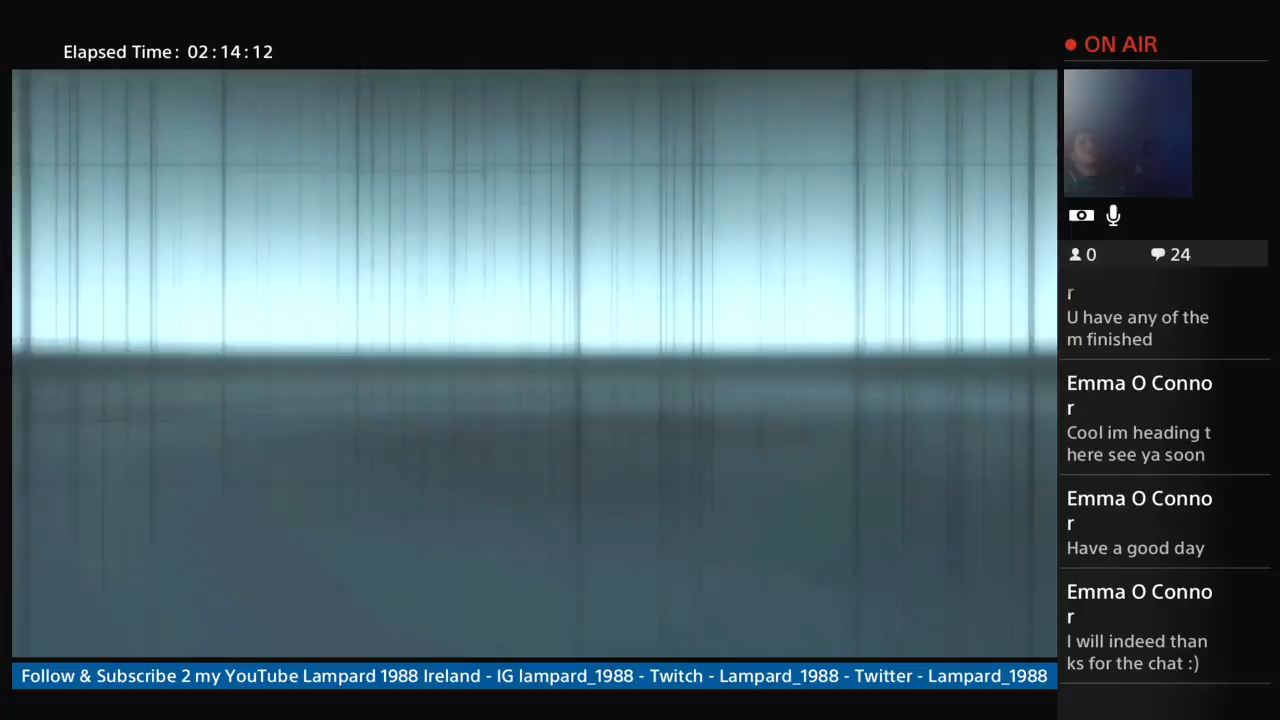 Elapsed Time: 02:14:12
ON AIR
0 24
r
U have any of the
m finished
Emma O Conno
r
Cool im heading t
here see ya soon
Emma O Conno
r
Have a good day
Emma O Conno
r
I will indeed than
ks for the chat :)
Follow & Subscribe 2 my YouTube Lampard 1988 Ireland - IG lampard_1988 - Twitch - Lampard_1988 - Twitter - Lampard_1988